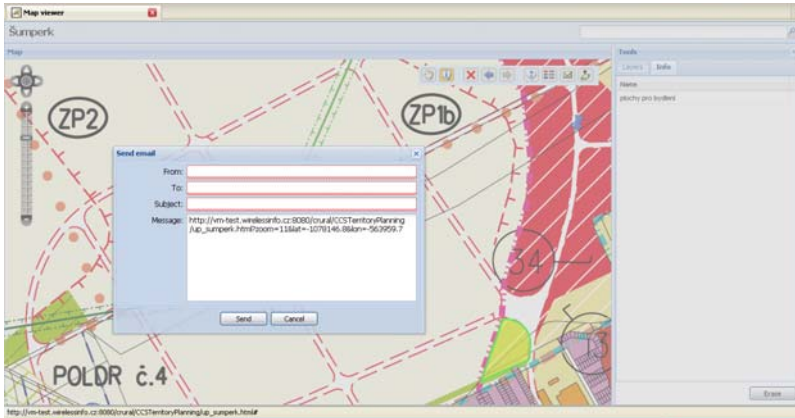 Map viewer
Šumperk
Map
Tools
Layers Info
Name
plochy pro bydlení
ZP2
ZP1b
Send email
From:
To:
Subject:
Message: http://vm-test.wirelessinfo.cz:8080/crural/CCSTerritoryPlanning
/up_sumperk.html?zoom=11&lat=-1078146.8&lon=-563959.7
34
Send Cancel
POLDR č.4
Erase
http://vm-test.wirelessinfo.cz:8080/crural/CCSTerritoryPlanning/up_sumperk.html#